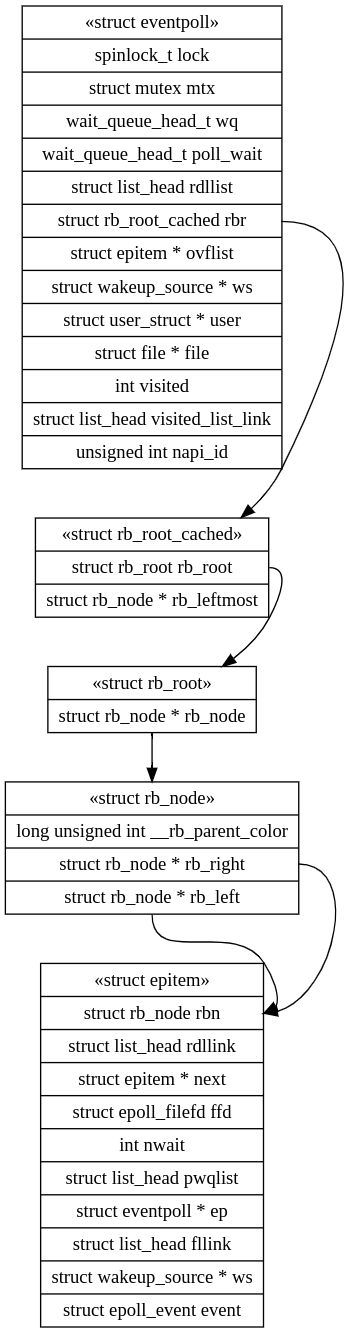 «struct eventpoll»
spinlock_t lock
struct mutex mtx
wait_queue_head_t wq
wait_queue_head_t poll_wait
struct list_head rdllist
struct rb_root_cached rbr
struct epitem * ovflist
struct wakeup_source * ws
struct user_struct * user
struct file * file
int visited
struct list_head visited_list_link
unsigned int napi_id
«struct rb_root_cached»
struct rb_root rb_root
struct rb_node * rb_leftmost
«struct rb_root»
struct rb_node * rb_node
«struct rb_node»
long unsigned int __rb_parent_color
struct rb_node * rb_right
struct rb_node * rb_left
«struct epitem»
struct rb_node rbn
struct list_head rdllink
struct epitem * next
struct epoll_filefd ffd
int nwait
struct list_head pwqlist
struct eventpoll * ep
struct list_head fllink
struct wakeup_source * ws
struct epoll_event event